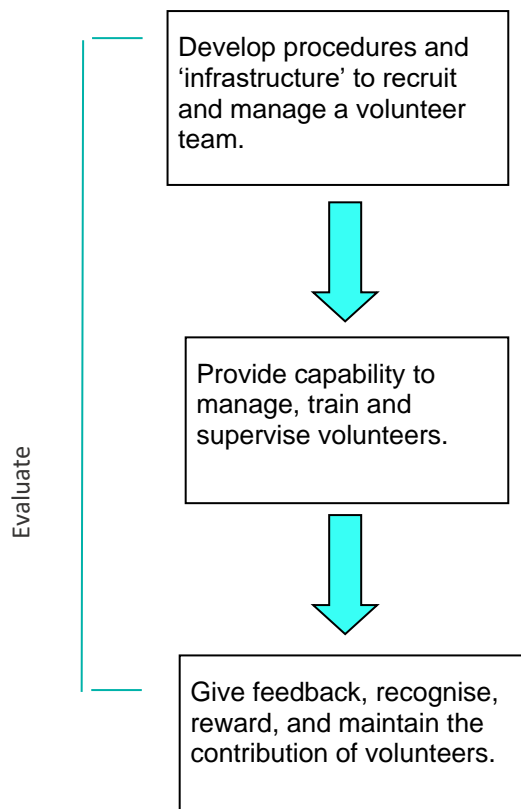 Develop procedures and
‘infrastructure’ to recruit
and manage a volunteer
team.
Provide capability to
manage, train and
supervise volunteers.
Evaluate
Give feedback, recognise,
reward, and maintain the
contribution of volunteers.